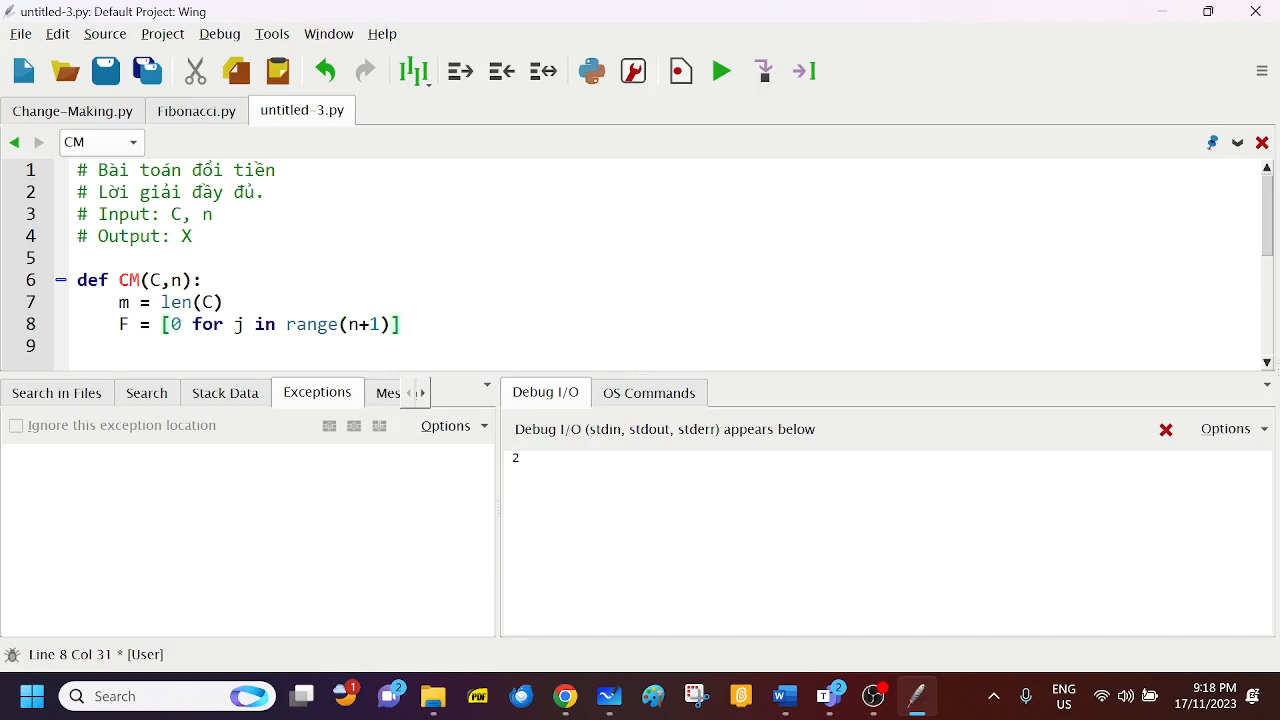 untitled-3.py: Default Project: Wing
File Edit Source Project Debug Tools Window Help
Change-Making.py Fibonacci.py untitled-3.py
CM
1 # Bài toán đổi tiền
2 # Lời giải đầy đủ.
3 # Input: C, n
4 # Output: X
5
6 def CM(C,n):
7 m = len(C)
8 F = [0 for j in range(n+1)]
9
Search in Files Search Stack Data Exceptions Mes
Ignore this exception location Options
Debug I/O OS Commands
Debug I/O (stdin, stdout, stderr) appears below Options
2
Line 8 Col 31 * [User]
Search 1 2 PDF 2 ENG US 9:18 PM 17/11/2023